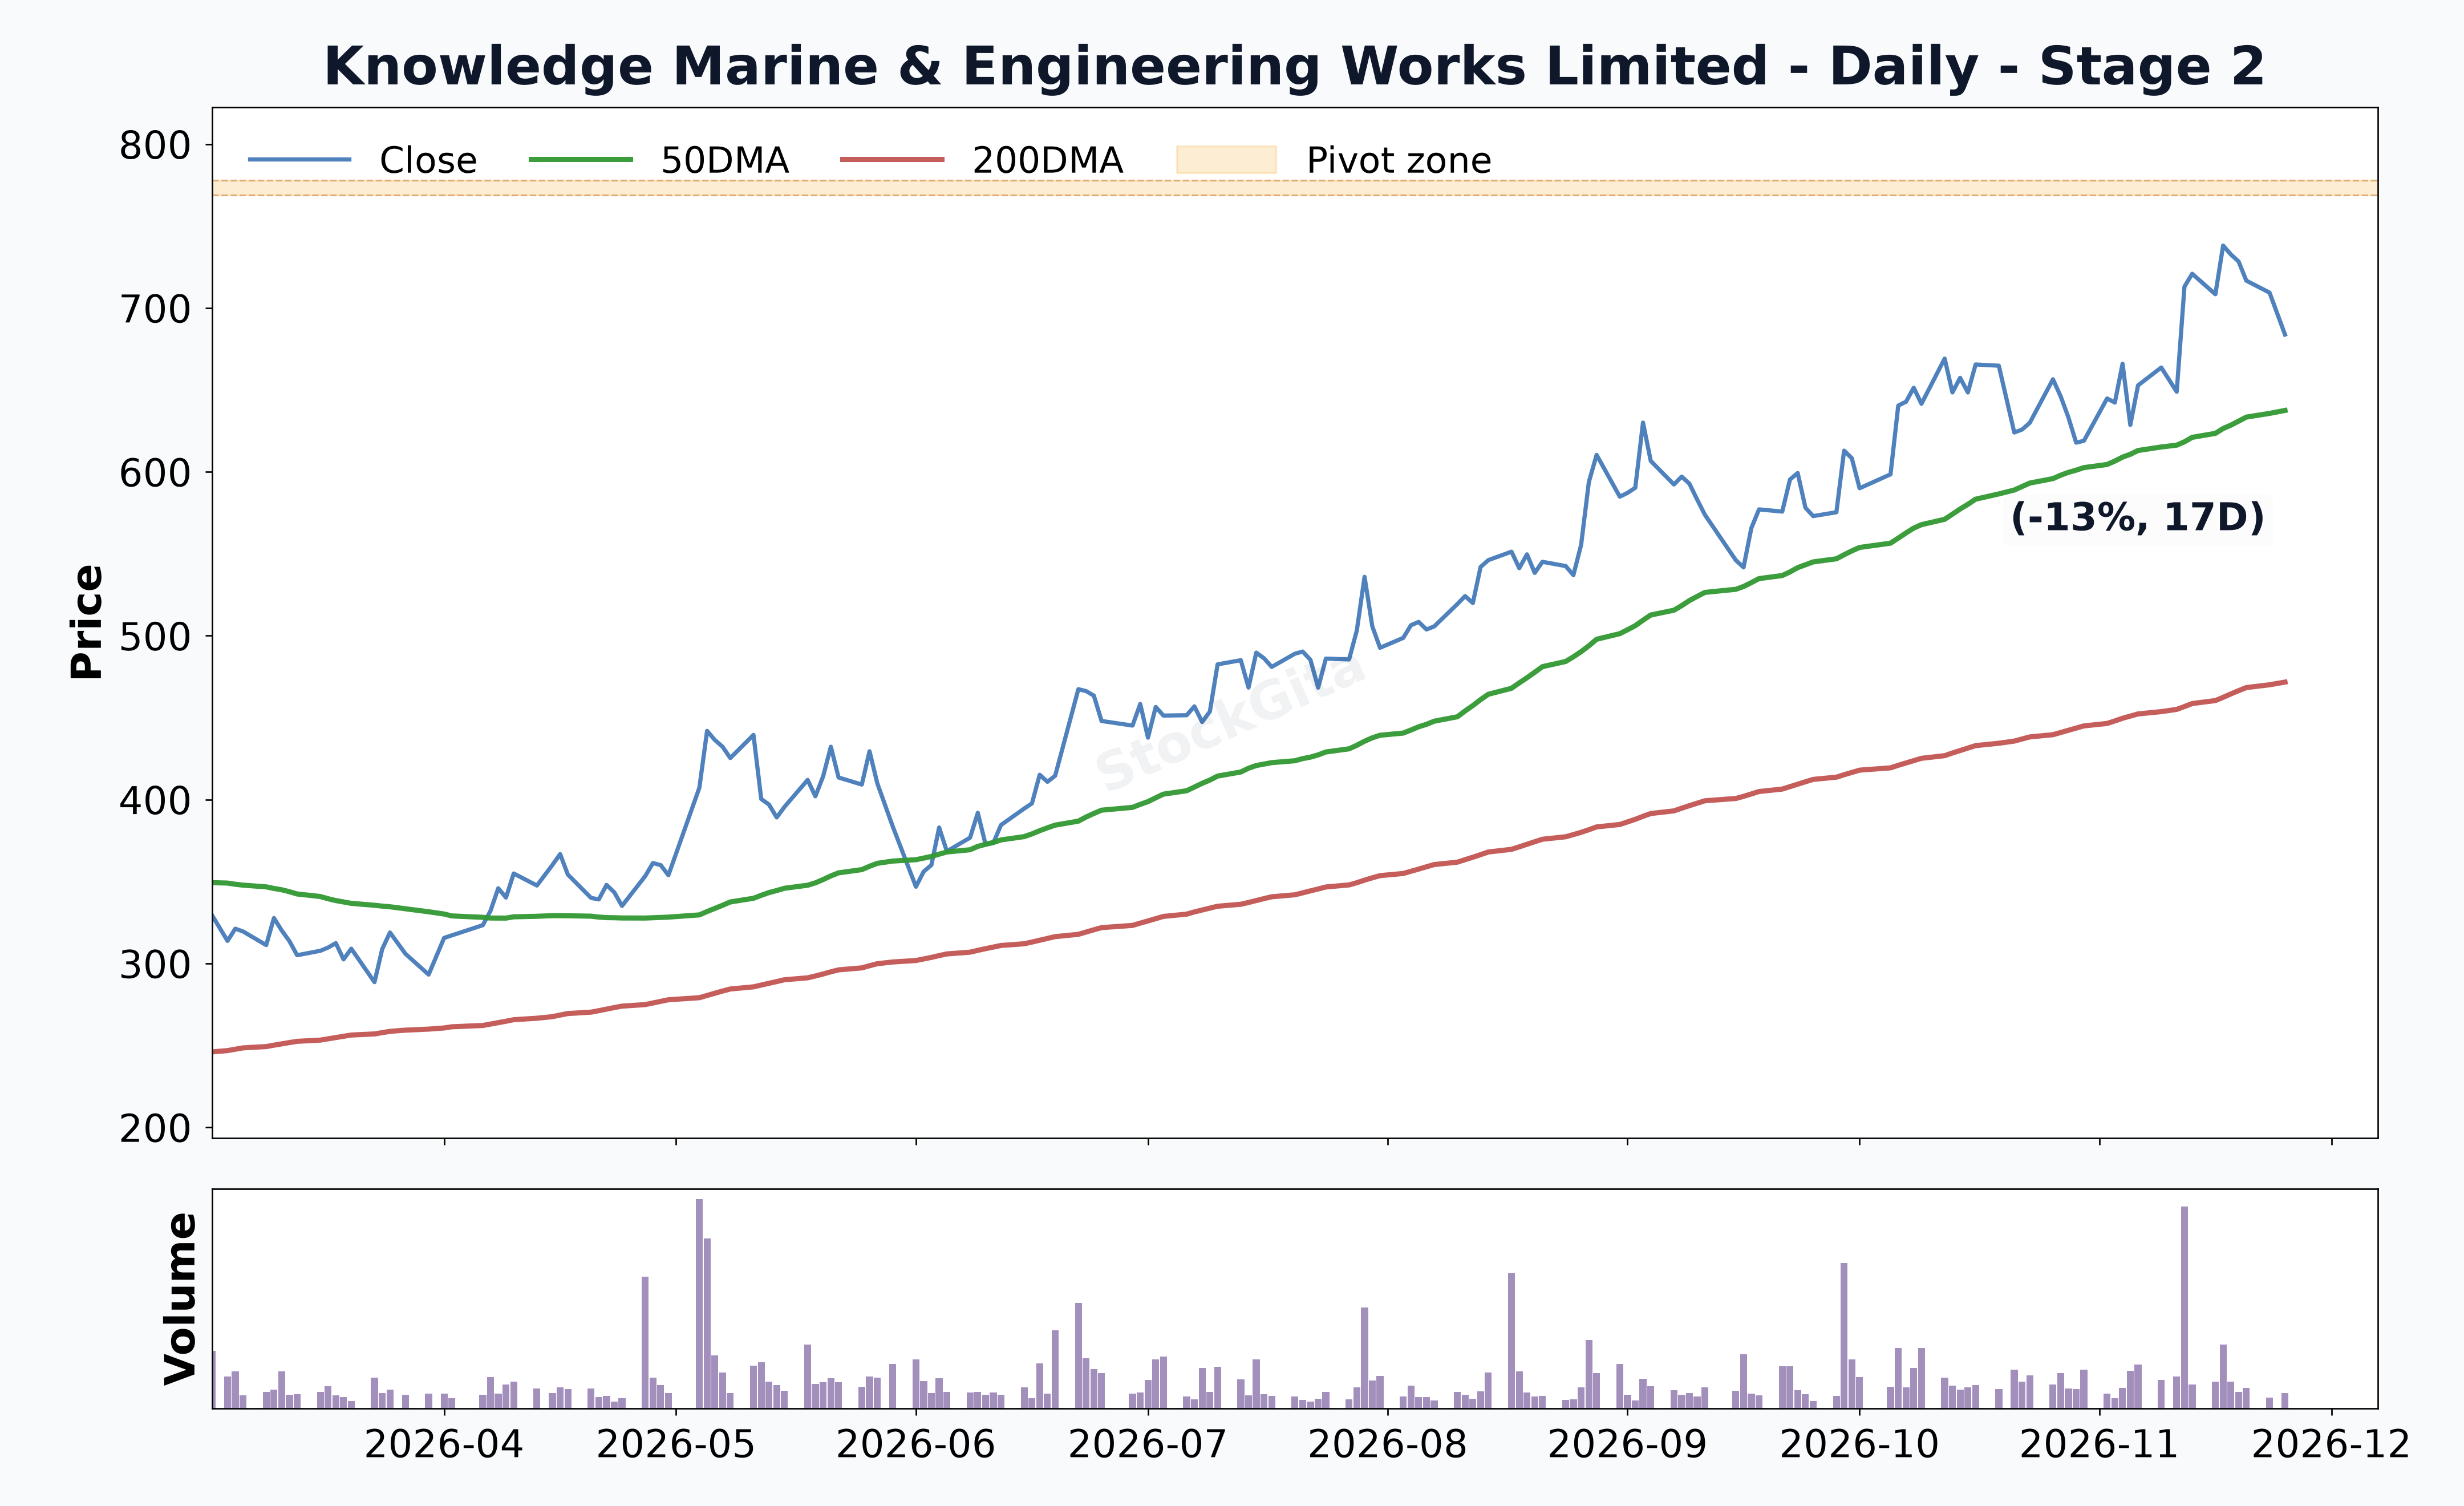 Knowledge Marine & Engineering Works Limited - Daily - Stage 2
Close 50DMA 200DMA Pivot zone
800
700
600
500
400
300
200
Price
(-13%, 17D)
StockGita
Volume
2026-04 2026-05 2026-06 2026-07 2026-08 2026-09 2026-10 2026-11 2026-12